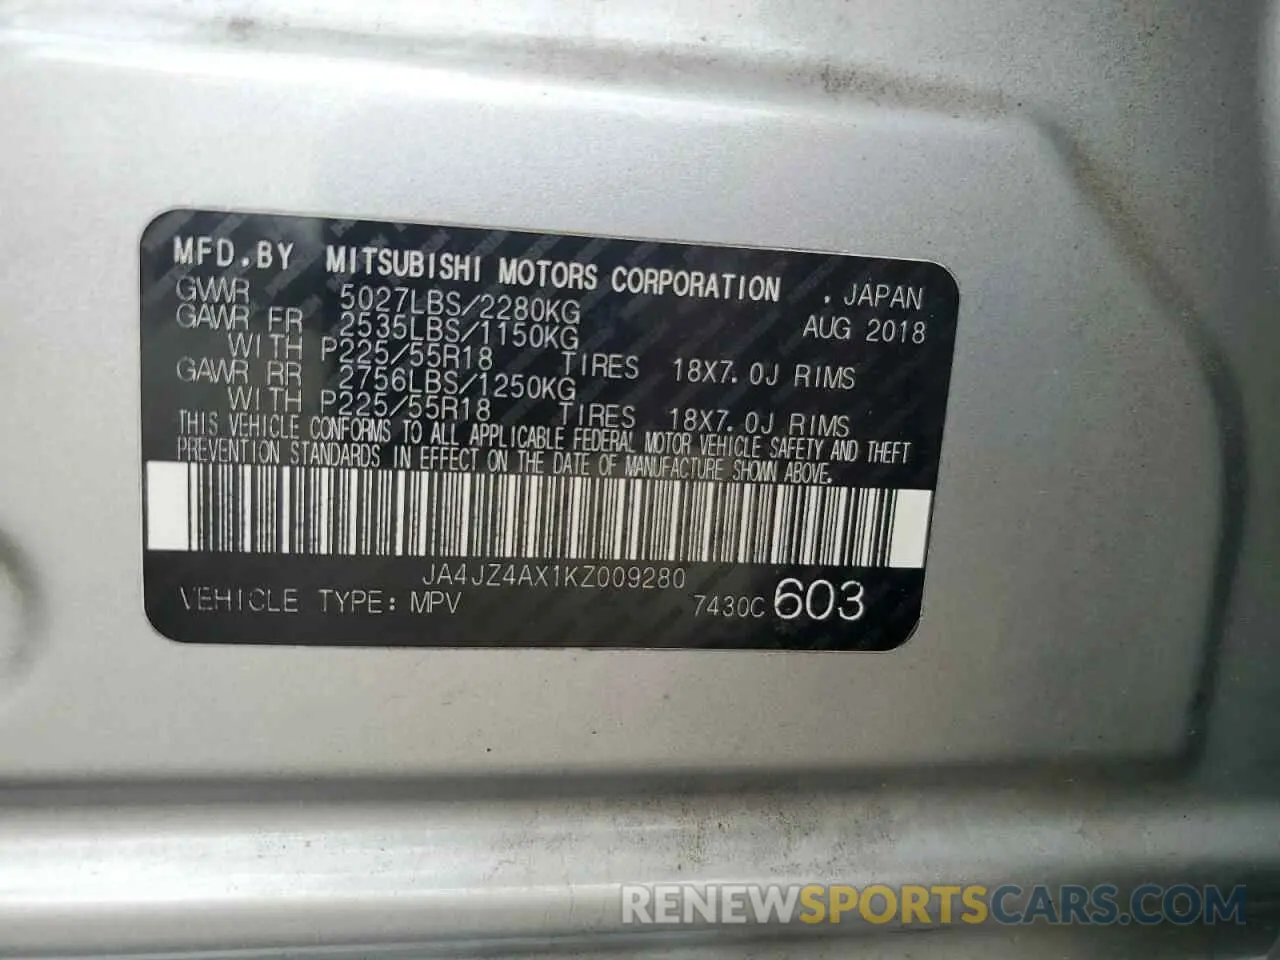 MFD.BY MITSUBISHI MOTORS CORPORATION . JAPAN
GVWR 5027LBS/2280KG AUG 2018
GAWR FR 2535LBS/1150KG
WITH P225/55R18 TIRES 18X7.0J RIMS
GAWR RR 2756LBS/1250KG
WITH P225/55R18 TIRES 18X7.0J RIMS
THIS VEHICLE CONFORMS TO ALL APPLICABLE FEDERAL MOTOR VEHICLE SAFETY AND THEFT
PREVENTION STANDARDS IN EFFECT ON THE DATE OF MANUFACTURE SHOWN ABOVE.
JA4JZ4AX1KZ009280
VEHICLE TYPE: MPV 7430C 603
RENEWSPORTSCARS.COM